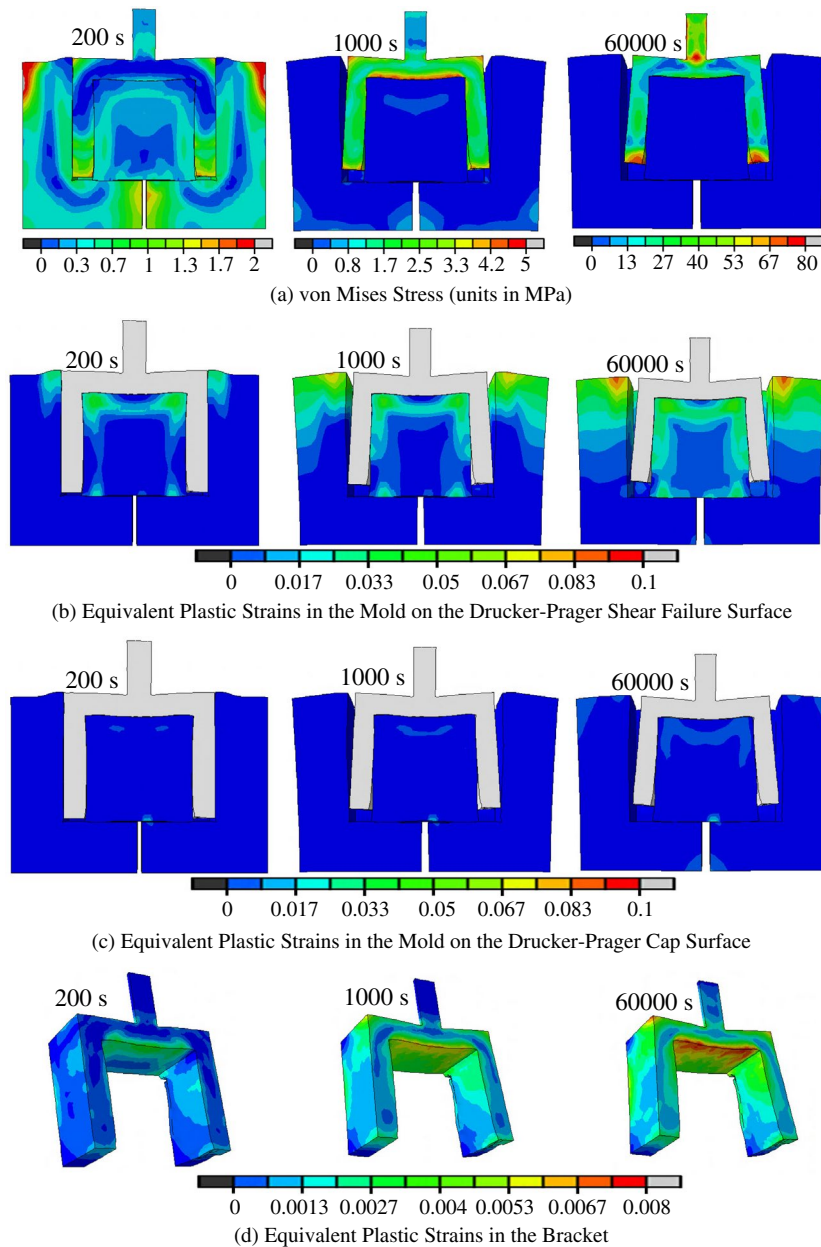 200 s 1000 s 60000 s
0 0.3 0.7 1 1.3 1.7 2 0 0.8 1.7 2.5 3.3 4.2 5 0 13 27 40 53 67 80
(a) von Mises Stress (units in MPa)
200 s 1000 s 60000 s
0 0.017 0.033 0.05 0.067 0.083 0.1
(b) Equivalent Plastic Strains in the Mold on the Drucker-Prager Shear Failure Surface
200 s 1000 s 60000 s
0 0.017 0.033 0.05 0.067 0.083 0.1
(c) Equivalent Plastic Strains in the Mold on the Drucker-Prager Cap Surface
200 s 1000 s 60000 s
0 0.0013 0.0027 0.004 0.0053 0.0067 0.008
(d) Equivalent Plastic Strains in the Bracket